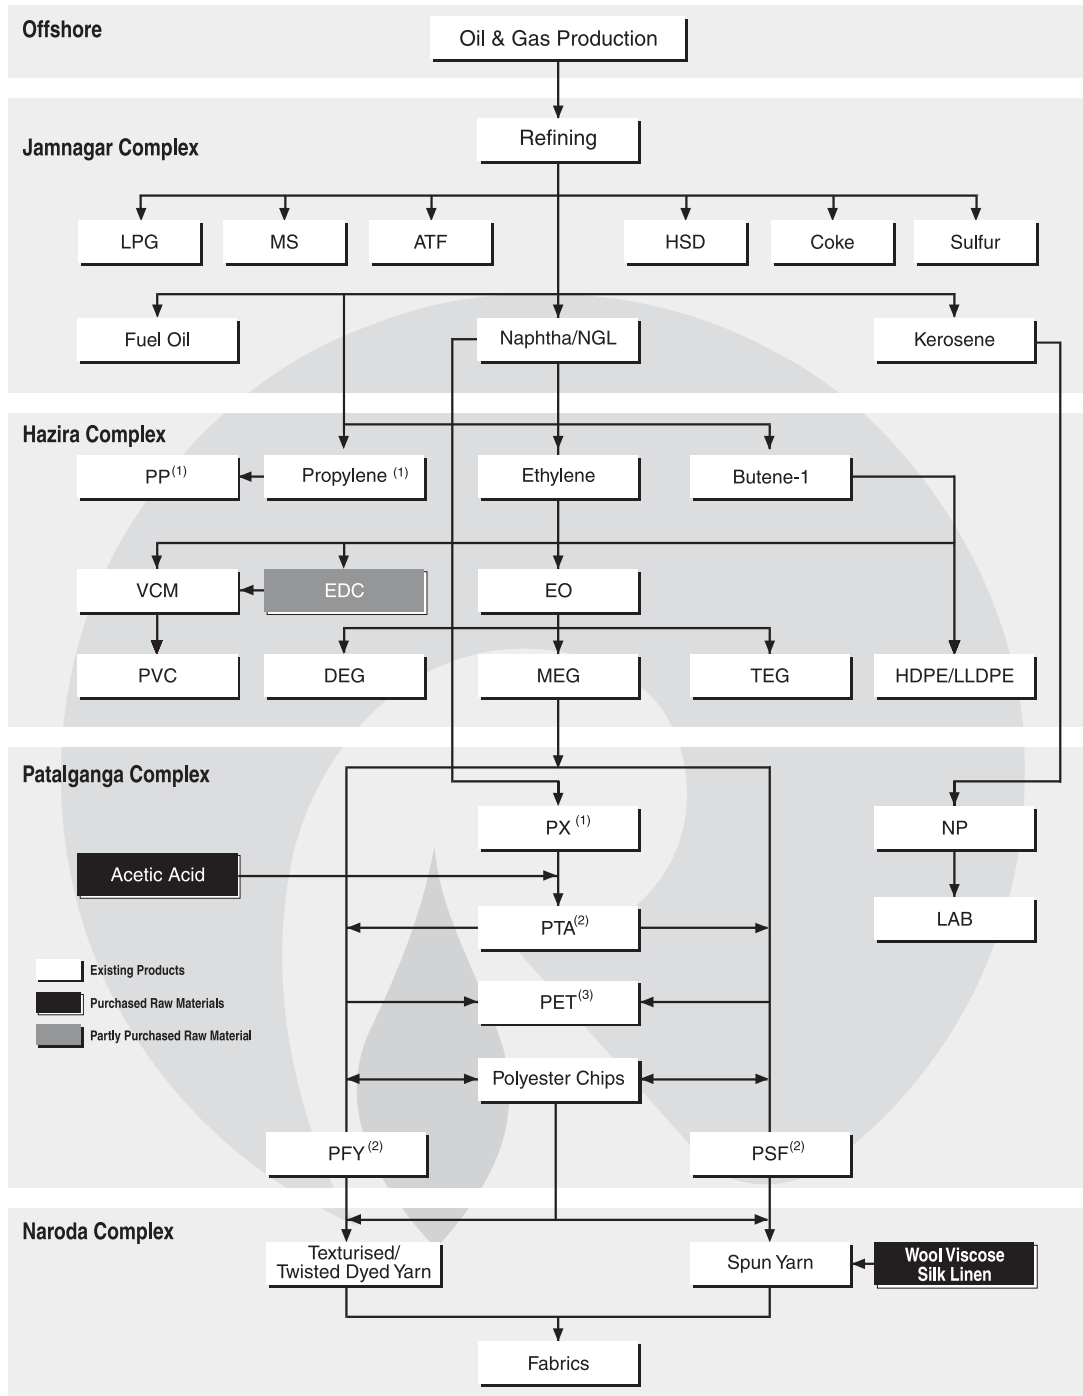 Offshore
Oil & Gas Production
Jamnagar Complex
Refining
LPG
MS
ATF
HSD
Coke
Sulfur
Fuel Oil
Naphtha/NGL
Kerosene
Hazira Complex
PP(1)
Propylene (1)
Ethylene
Butene-1
VCM
EDC
EO
PVC
DEG
MEG
TEG
HDPE/LLDPE
Patalganga Complex
PX (1)
NP
Acetic Acid
PTA(2)
LAB
Existing Products
Purchased Raw Materials
Partly Purchased Raw Material
PET(3)
Polyester Chips
PFY (2)
PSF(2)
Naroda Complex
Texturised/
Twisted Dyed Yarn
Spun Yarn
Wool Viscose
Silk Linen
Fabrics